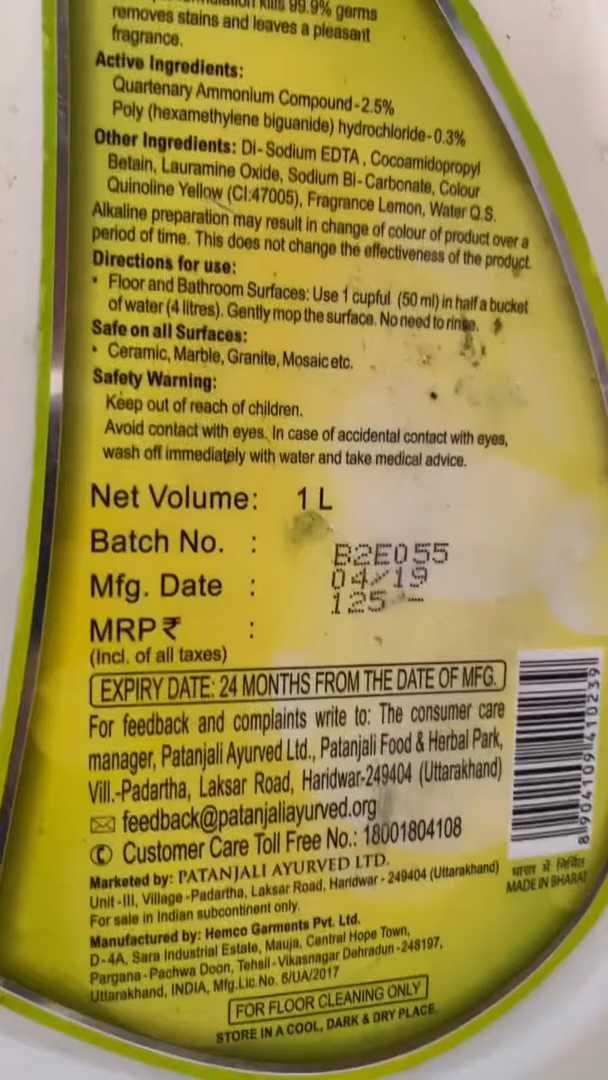 kills 99.9% germs
removes stains and leaves a pleasant
fragrance.
Active Ingredients:
Quartenary Ammonium Compound-2.5%
Poly (hexamethylene biguanide) hydrochloride-0.3%
Other Ingredients: Di-Sodium EDTA, Cocoamidopropyl
Betain, Lauramine Oxide, Sodium Bi-Carbonate, Colour
Quinoline Yellow (CI:47005), Fragrance Lemon, Water Q.S.
Alkaline preparation may result in change of colour of product over a
period of time. This does not change the effectiveness of the product.
Directions for use:
• Floor and Bathroom Surfaces: Use 1 cupful (50 ml) in half a bucket
of water (4 litres). Gently mop the surface. No need to rinse.
Safe on all Surfaces:
• Ceramic, Marble, Granite, Mosaic etc.
Safety Warning:
Keep out of reach of children.
Avoid contact with eyes. In case of accidental contact with eyes,
wash off immediately with water and take medical advice.
Net Volume: 1 L
Batch No. : B2E055
Mfg. Date : 04/19
MRP ₹ : 125
(Incl. of all taxes)
EXPIRY DATE: 24 MONTHS FROM THE DATE OF MFG.
For feedback and complaints write to: The consumer care
manager, Patanjali Ayurved Ltd., Patanjali Food & Herbal Park,
Vill.-Padartha, Laksar Road, Haridwar-249404 (Uttarakhand)
feedback@patanjaliayurved.org
Customer Care Toll Free No.: 18001804108
Marketed by: PATANJALI AYURVED LTD.
Unit-III, Village-Padartha, Laksar Road, Haridwar - 249404 (Uttarakhand)
For sale in Indian subcontinent only.
Manufactured by: Hemco Garments Pvt. Ltd.
D-4A, Sara Industrial Estate, Mauja, Central Hope Town,
Pargana-Pachwa Doon, Tehsil-Vikasnagar Dehradun-248197,
Uttarakhand, INDIA, Mfg.Lic No. 6/UA/2017
FOR FLOOR CLEANING ONLY
STORE IN A COOL, DARK & DRY PLACE.
8904109410239
भारत में निर्मित
MADE IN BHARAT